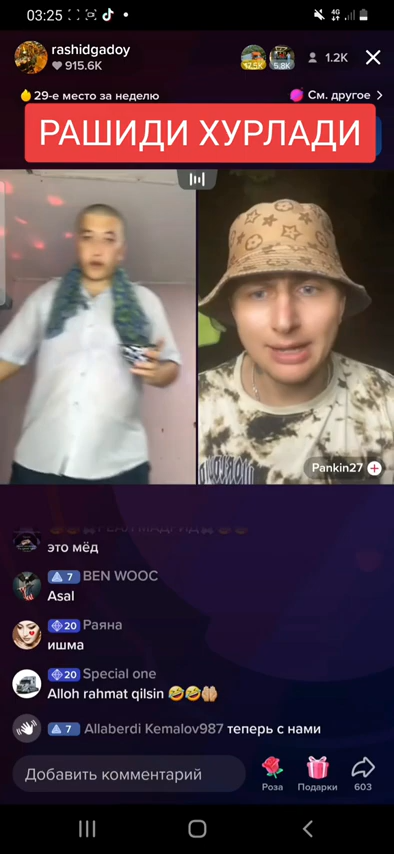 03:25
4G
rashidgadoy
915.6K
17.5K
5.8K
1.2K
29-е место за неделю
См. другое
РАШИДИ ХУРЛАДИ
Pankin27
это мёд
7 BEN WOOC
Asal
20 Раяна
ишма
20 Special one
Alloh rahmat qilsin 🤣🤣🤲🏻
7 Allaberdi Kemalov987 теперь с нами
Добавить комментарий
Роза
Подарки
603